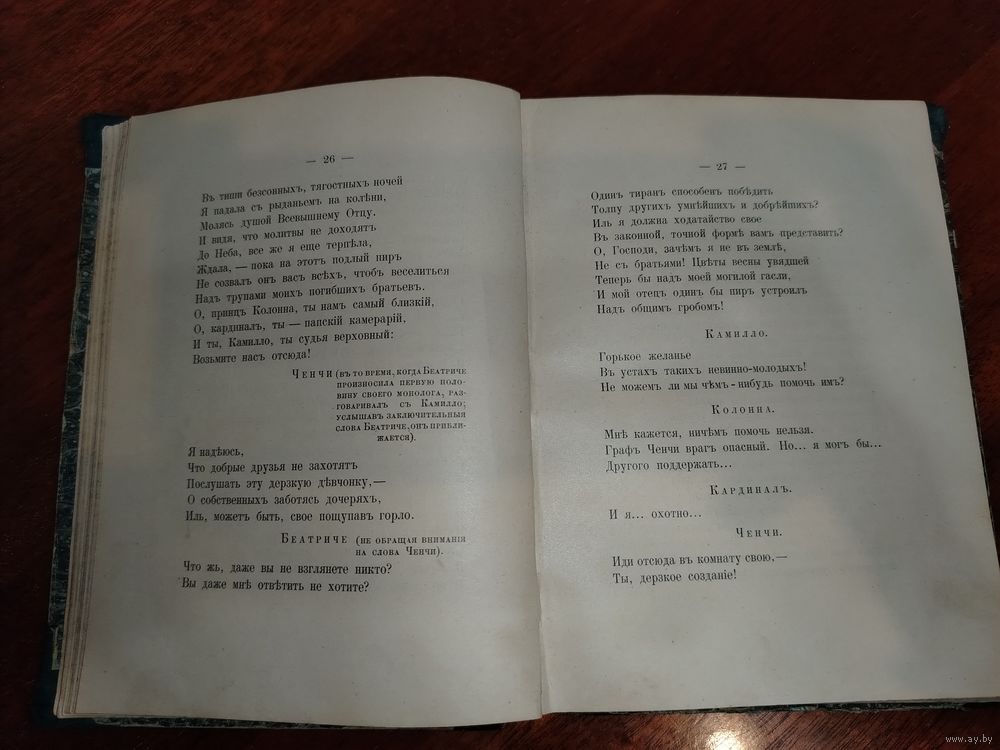 — 26 —
Въ тиши безсонныхъ, тягостныхъ ночей
Я падала съ рыданьемъ на колѣни,
Молясь душой Всевышнему Отцу.
И видя, что молитвы не доходятъ
До Неба, все же я еще терпѣла,
Ждала, — пока на этотъ подлый пиръ
Не созвалъ онъ васъ всѣхъ, чтобъ веселиться
Надъ трупами моихъ погибшихъ братьевъ.
О, принцъ Колонна, ты намъ самый близкій,
О, кардиналъ, ты — папскій камерарій,
И ты, Камилло, ты судья верховный:
Возьмите насъ отсюда!
Ченчи (въ то время, когда Беатриче
произносила первую поло-
вину своего монолога, раз-
говаривалъ съ Камилло;
услышавъ заключительныя
слова Беатриче, онъ прибли-
жается).
Я надѣюсь,
Что добрые друзья не захотятъ
Послушать эту дерзкую дѣвчонку,—
О собственныхъ заботясь дочеряхъ,
Иль, можетъ быть, свое пощупавъ горло.
Беатриче (не обращая вниманія
на слова Ченчи).
Что жь, даже вы не взглянете никто?
Вы даже мнѣ отвѣтить не хотите?
— 27 —
Одинъ тиранъ способенъ побѣдить
Толпу другихъ умнѣйшихъ и добрѣйшихъ?
Иль я должна ходатайство свое
Въ законной, точной формѣ вамъ представить?
О, Господи, зачѣмъ я не въ землѣ,
Не съ братьями! Цвѣты весны увядшей
Теперь бы надъ моей могилой гасли,
И мой отецъ одинъ бы пиръ устроилъ
Надъ общимъ гробомъ!
Камилло.
Горькое желанье
Въ устах такихъ невинно-молодыхъ!
Не можемъ ли мы чѣмъ-нибудь помочь имъ?
Колонна.
Мнѣ кажется, ничѣмъ помочь нельзя.
Графъ Ченчи врагъ опасный. Но... я могъ бы...
Другого поддержать...
Кардиналъ.
И я... охотно...
Ченчи.
Иди отсюда въ комнату свою,—
Ты, дерзкое созданіе!
www.ay.by